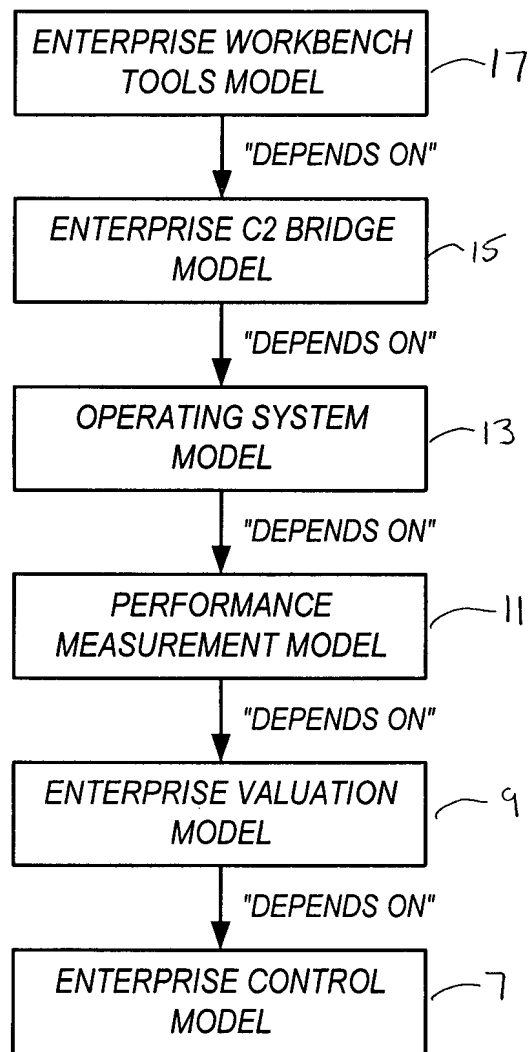 ENTERPRISE WORKBENCH
TOOLS MODEL
17
"DEPENDS ON"
ENTERPRISE C2 BRIDGE
MODEL
15
"DEPENDS ON"
OPERATING SYSTEM
MODEL
13
"DEPENDS ON"
PERFORMANCE
MEASUREMENT MODEL
11
"DEPENDS ON"
ENTERPRISE VALUATION
MODEL
9
"DEPENDS ON"
ENTERPRISE CONTROL
MODEL
7